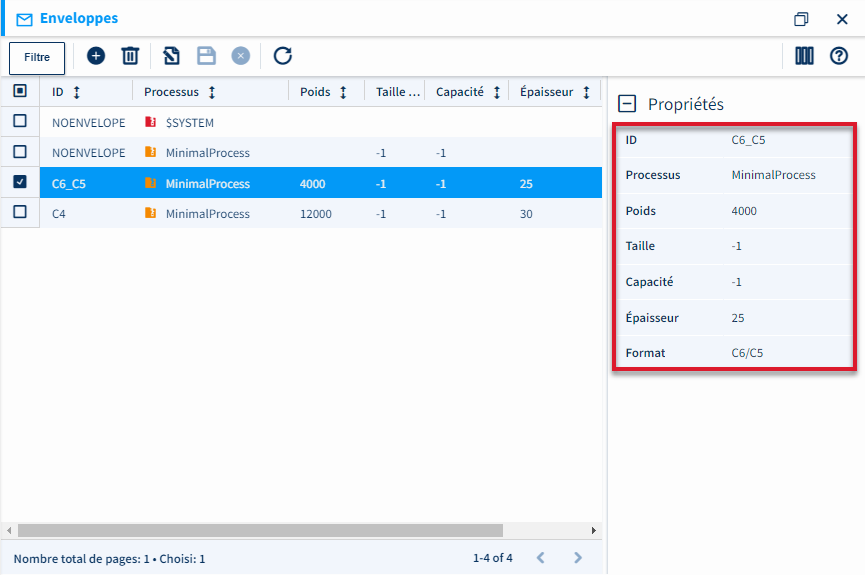 Enveloppes
Filtre
ID Processus Poids Taille ... Capacité Épaisseur
NOENVELOPE $SYSTEM
NOENVELOPE MinimalProcess -1 -1
C6_C5 MinimalProcess 4000 -1 -1 25
C4 MinimalProcess 12000 -1 -1 30
Nombre total de pages: 1 • Choisi: 1 1-4 of 4
Propriétés
ID C6_C5
Processus MinimalProcess
Poids 4000
Taille -1
Capacité -1
Épaisseur 25
Format C6/C5